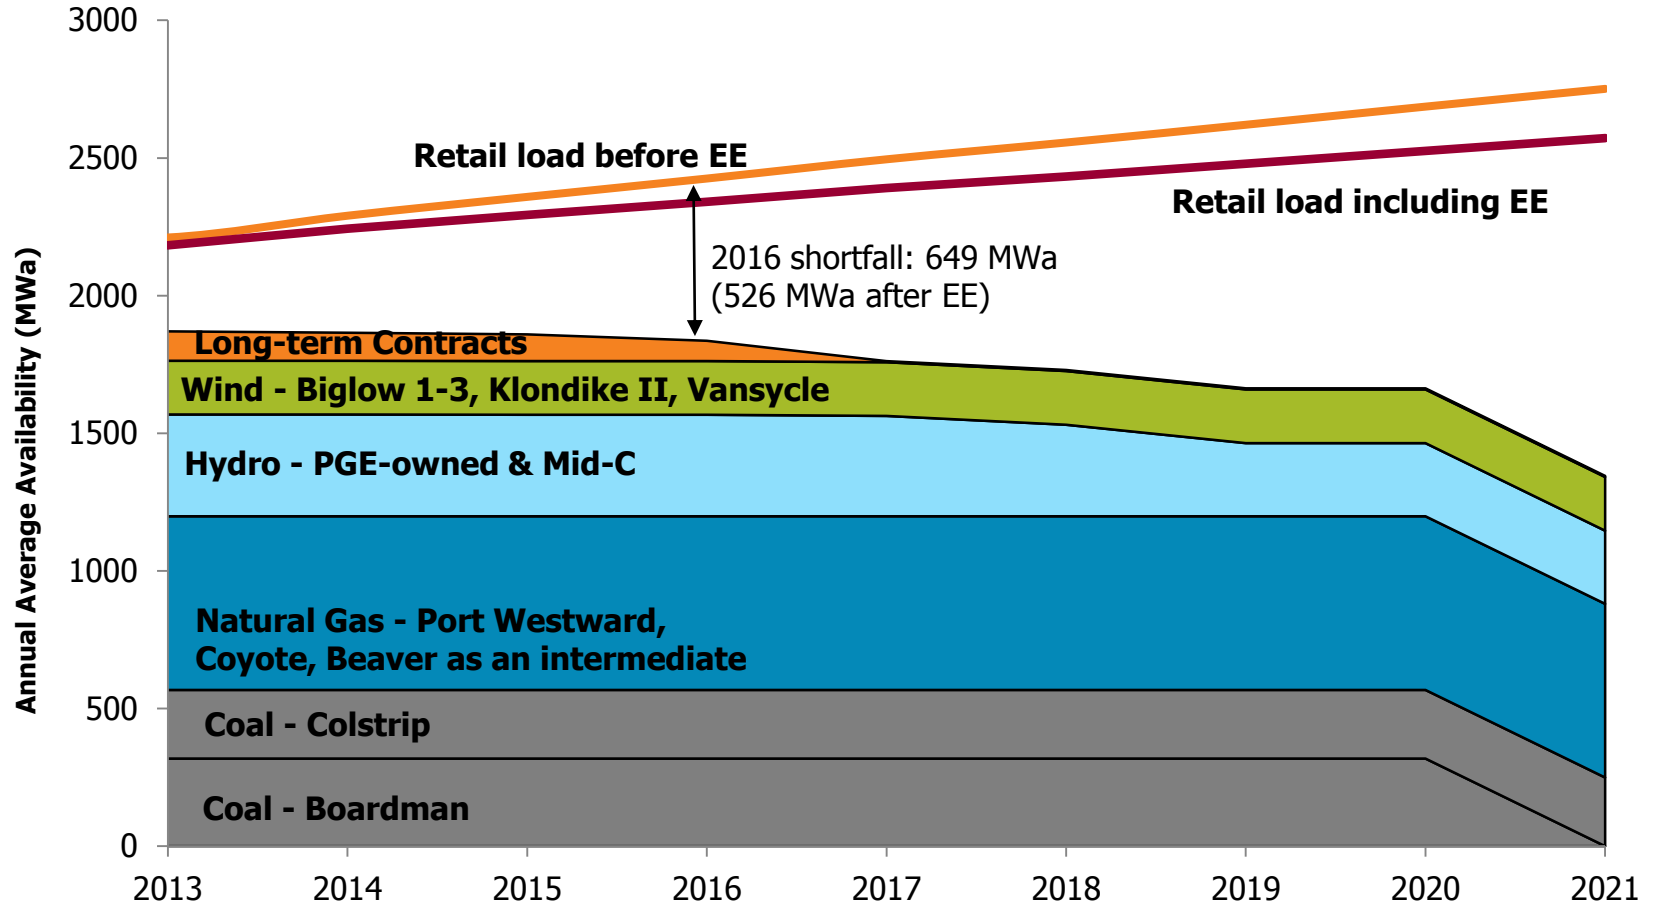 3000
2500
2000
1500
1000
500
0
Annual Average Availability (MWa)
Retail load before EE
Retail load including EE
2016 shortfall: 649 MWa
(526 MWa after EE)
Long-term Contracts
Wind - Biglow 1-3, Klondike II, Vansycle
Hydro - PGE-owned & Mid-C
Natural Gas - Port Westward,
Coyote, Beaver as an intermediate
Coal - Colstrip
Coal - Boardman
2013 2014 2015 2016 2017 2018 2019 2020 2021